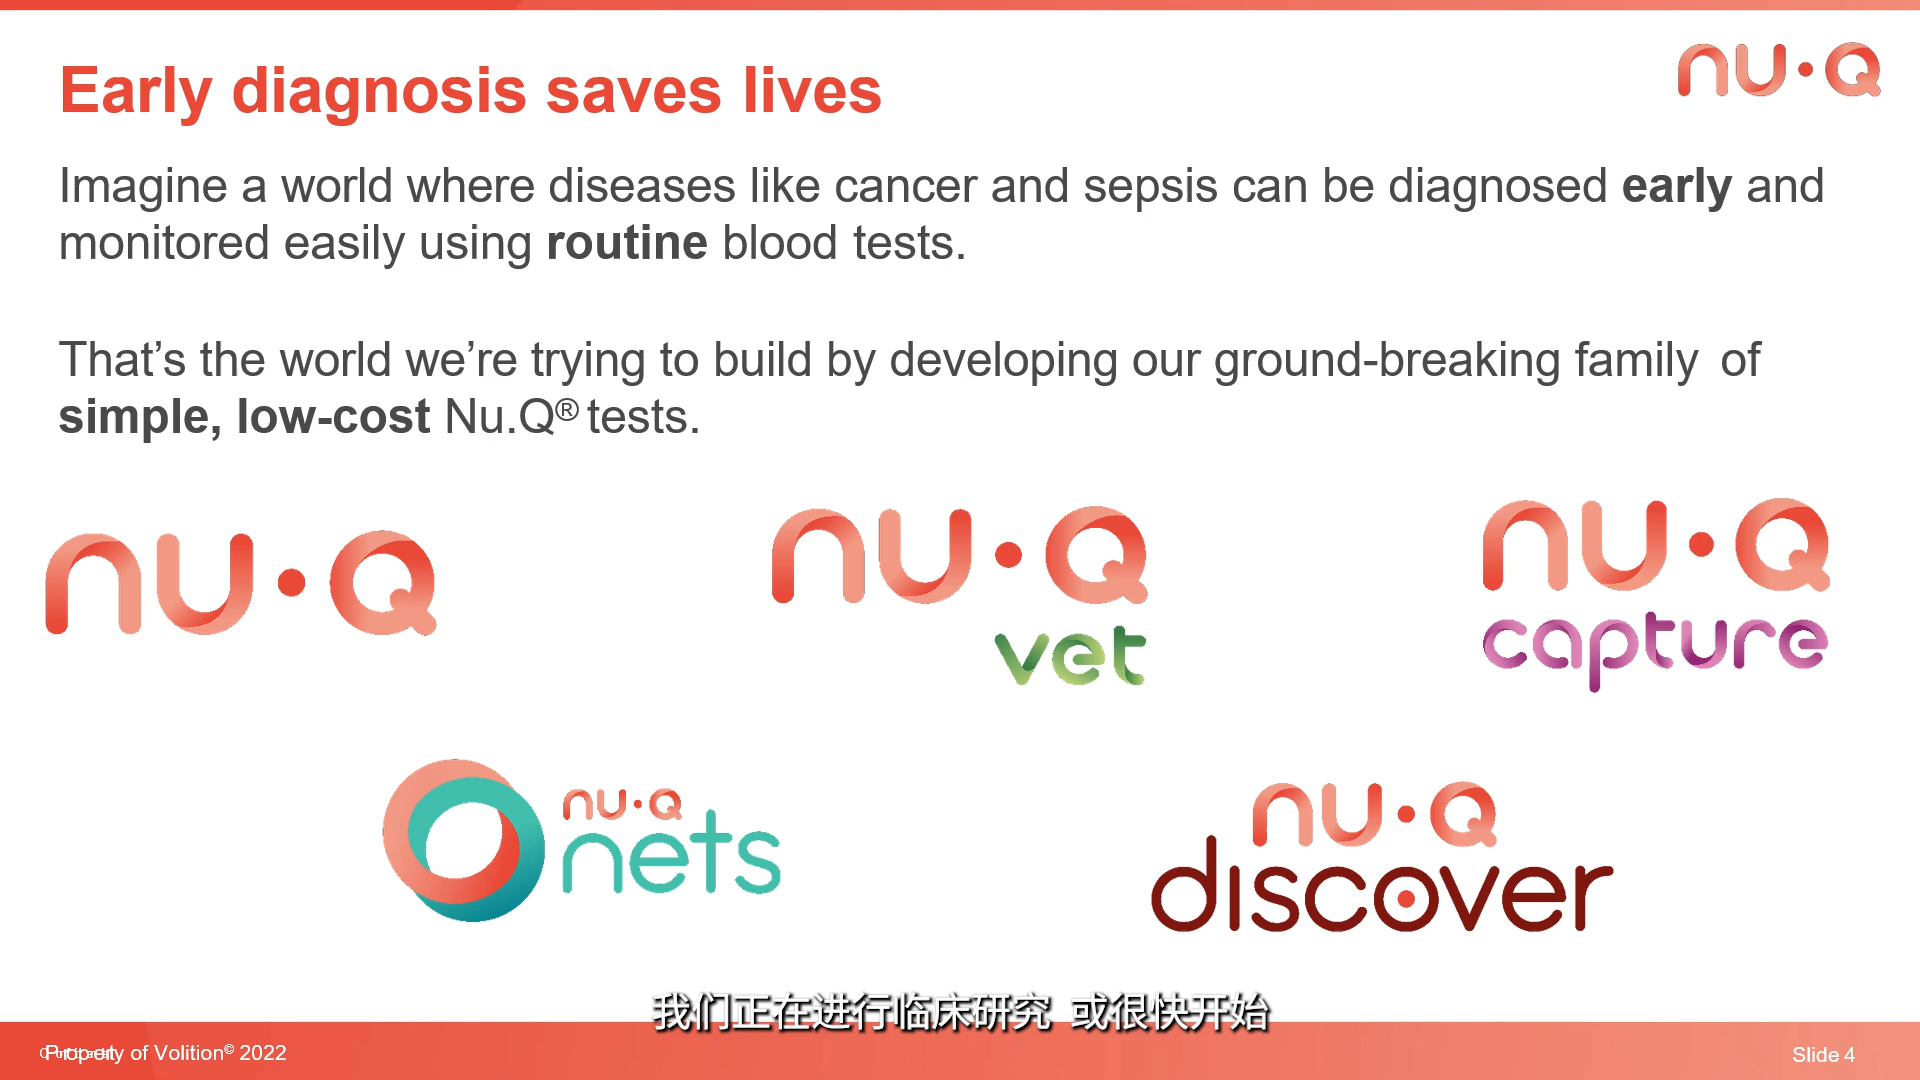 Early diagnosis saves lives
nu.Q
Imagine a world where diseases like cancer and sepsis can be diagnosed early and
monitored easily using routine blood tests.
That’s the world we’re trying to build by developing our ground-breaking family of
simple, low-cost Nu.Q® tests.
nu.Q
nu.Q
vet
nu.Q
capture
nu.Q
nets
nu.Q
discover
我们正在进行临床研究 或很快开始
Property of Volition© 2022
Slide 4